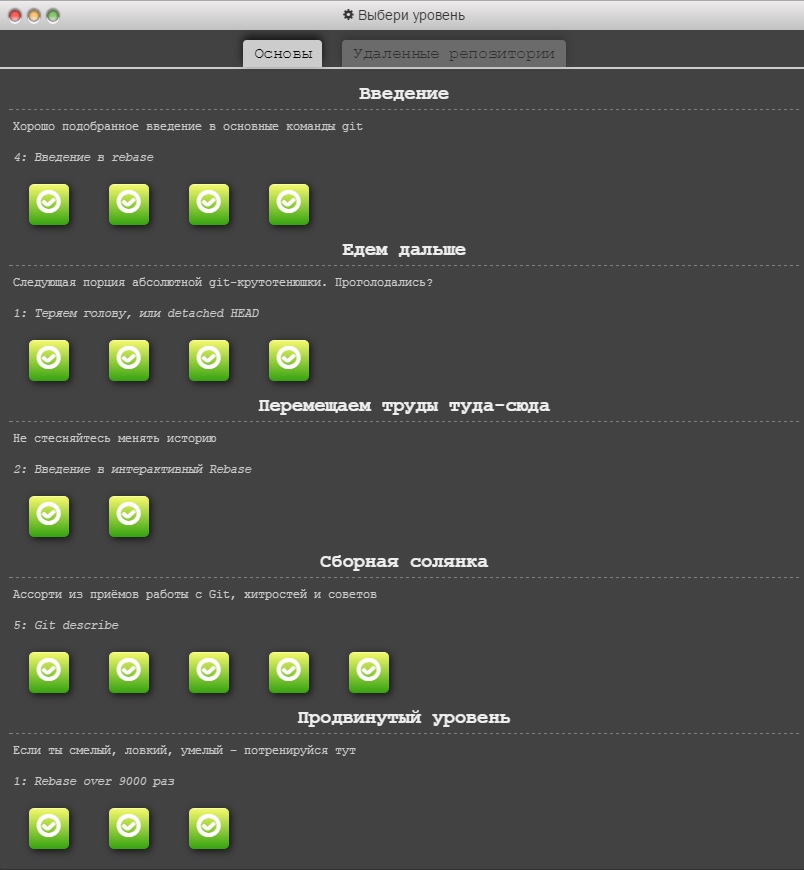 Выбери уровень
Основы
Удаленные репозитории
Введение
Хорошо подобранное введение в основные команды git
4: Введение в rebase
Едем дальше
Следующая порция абсолютной git-крутотенюшки. Проголодались?
1: Теряем голову, или detached HEAD
Перемещаем труды туда-сюда
Не стесняйтесь менять историю
2: Введение в интерактивный Rebase
Сборная солянка
Ассорти из приёмов работы с Git, хитростей и советов
5: Git describe
Продвинутый уровень
Если ты смелый, ловкий, умелый - потренируйся тут
1: Rebase over 9000 раз